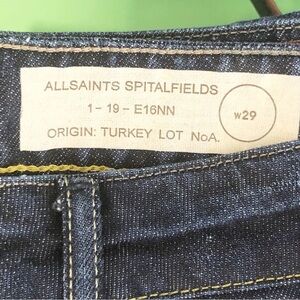 ALLSAINTS SPITALFIELDS
1 – 19 – E16NN
ORIGIN: TURKEY LOT NoA.
W29